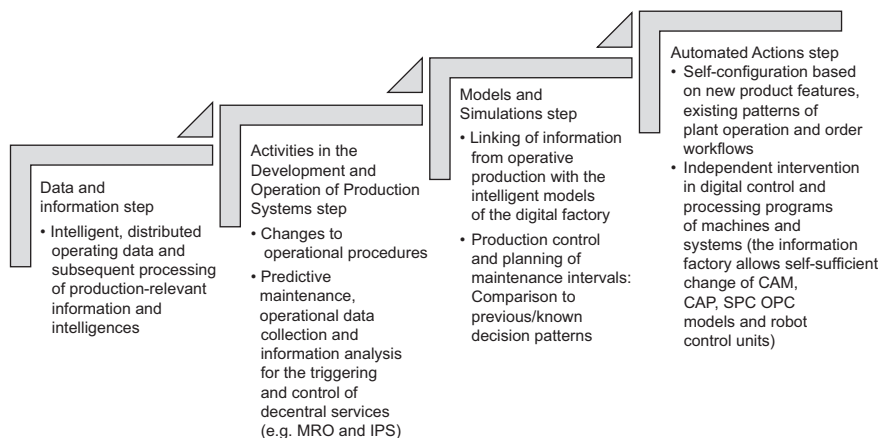 Data and
information step
• Intelligent, distributed
operating data and
subsequent processing
of production-relevant
information and
intelligences
Activities in the
Development and
Operation of Production
Systems step
• Changes to
operational procedures
• Predictive
maintenance,
operational data
collection and
information analysis
for the triggering
and control of
decentral services
(e.g. MRO and IPS)
Models and
Simulations step
• Linking of information
from operative
production with the
intelligent models
of the digital factory
• Production control
and planning of
maintenance intervals:
Comparison to
previous/known
decision patterns
Automated Actions step
• Self-configuration based
on new product features,
existing patterns of
plant operation and order
workflows
• Independent intervention
in digital control and
processing programs
of machines and
systems (the information
factory allows self-sufficient
change of CAM,
CAP, SPC OPC
models and robot
control units)